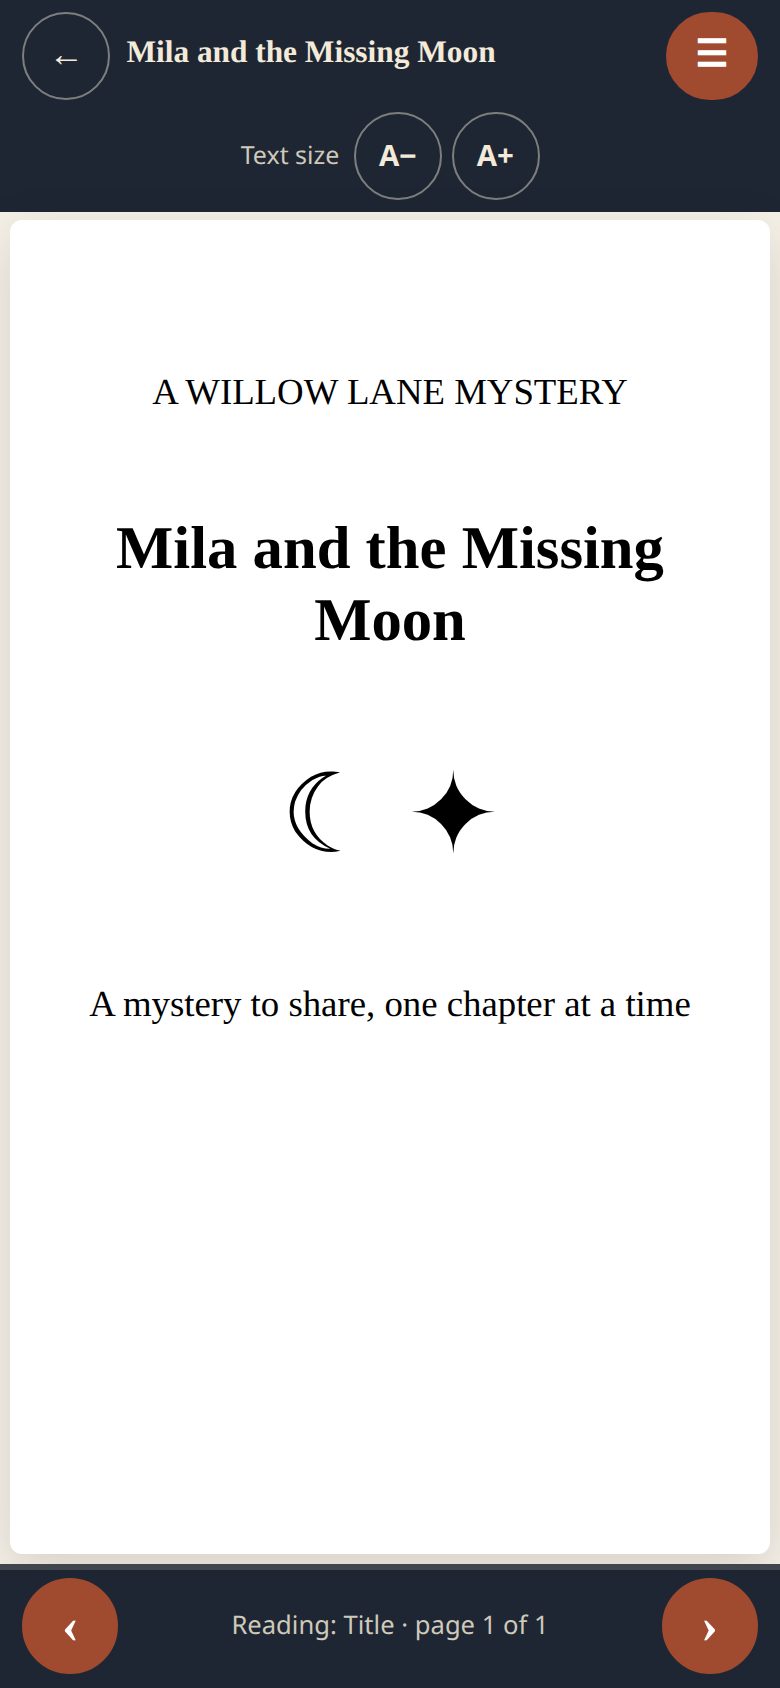 ← Mila and the Missing Moon ☰
Text size A− A+
A WILLOW LANE MYSTERY
Mila and the Missing
Moon
☾ ✦
A mystery to share, one chapter at a time
‹ Reading: Title · page 1 of 1 ›